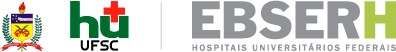 hu
UFSC
EBSERH
HOSPITAIS UNIVERSITÁRIOS FEDERAIS